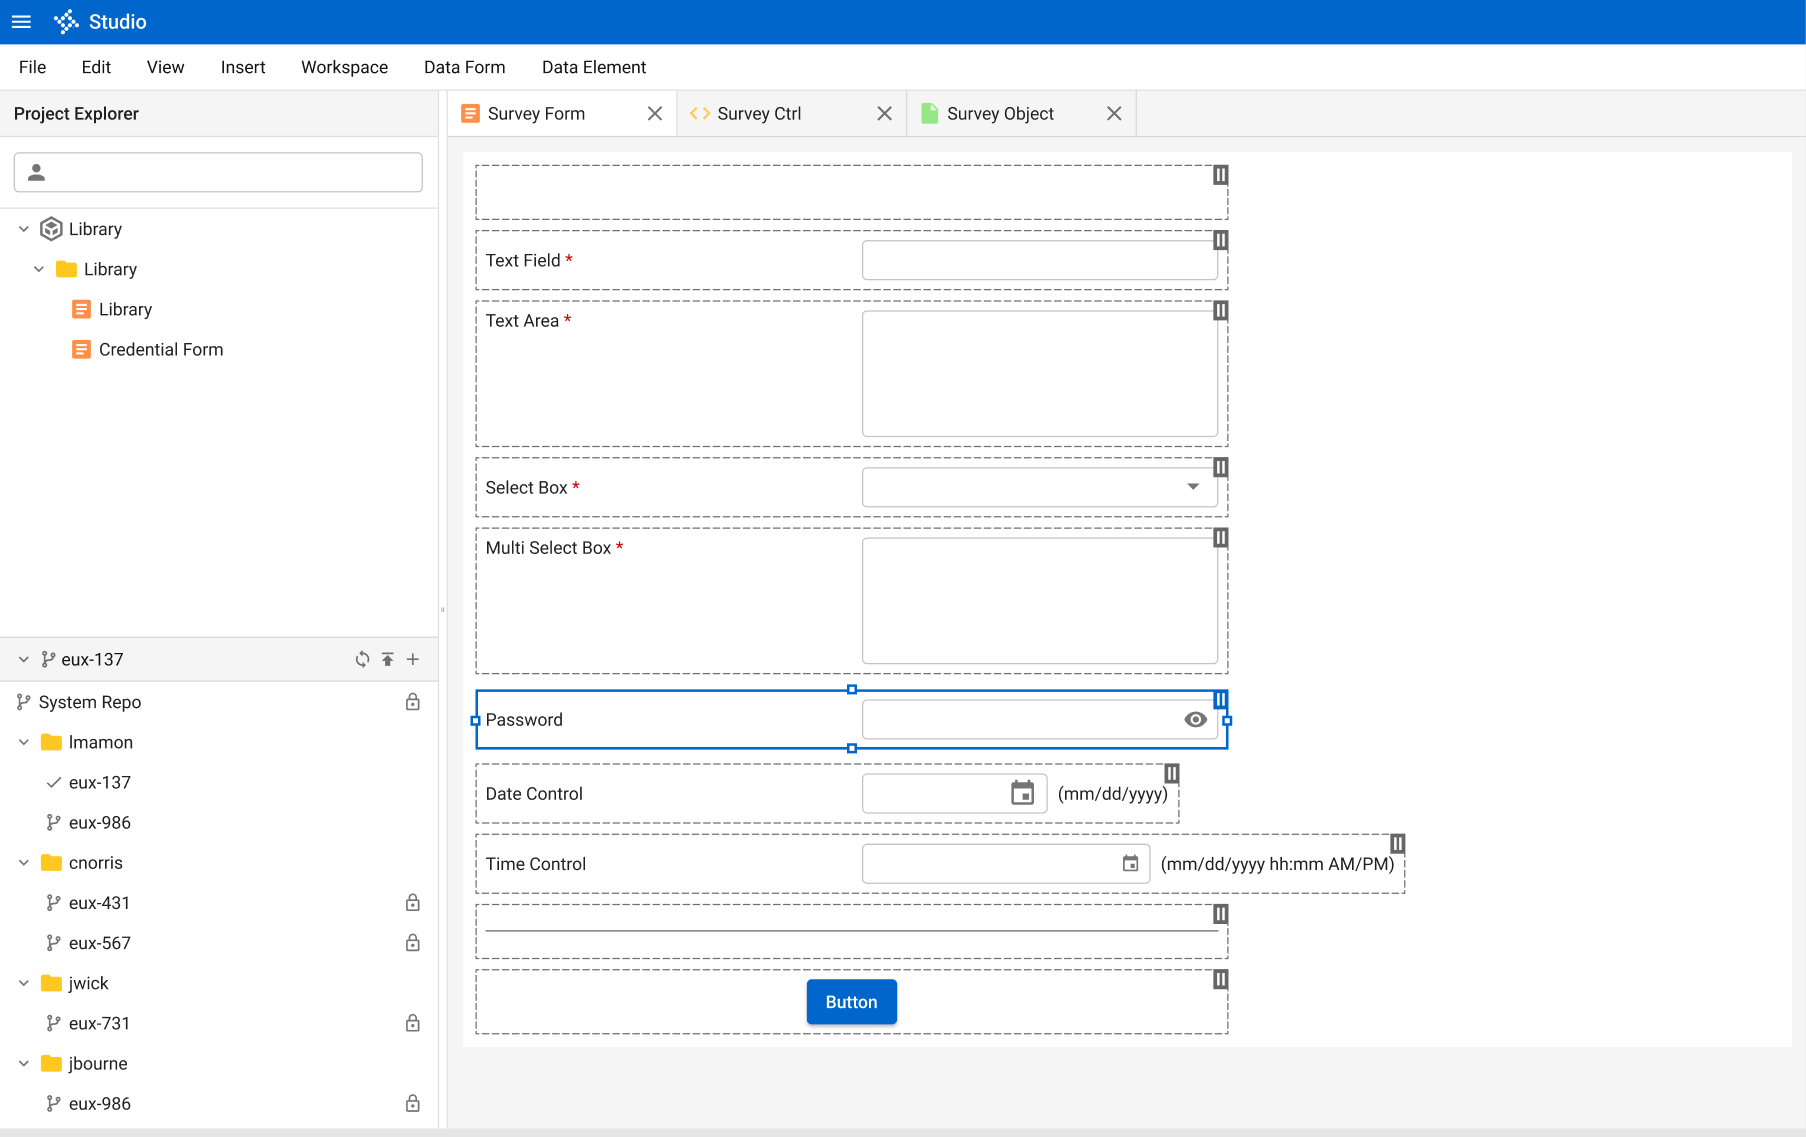 Studio
File Edit View Insert Workspace Data Form Data Element
Project Explorer
Library
Library
Library
Credential Form
eux-137
System Repo
lmamon
eux-137
eux-986
cnorris
eux-431
eux-567
jwick
eux-731
jbourne
eux-986
Survey Form Survey Ctrl Survey Object
Text Field *
Text Area *
Select Box *
Multi Select Box *
Password
Date Control (mm/dd/yyyy)
Time Control (mm/dd/yyyy hh:mm AM/PM)
Button